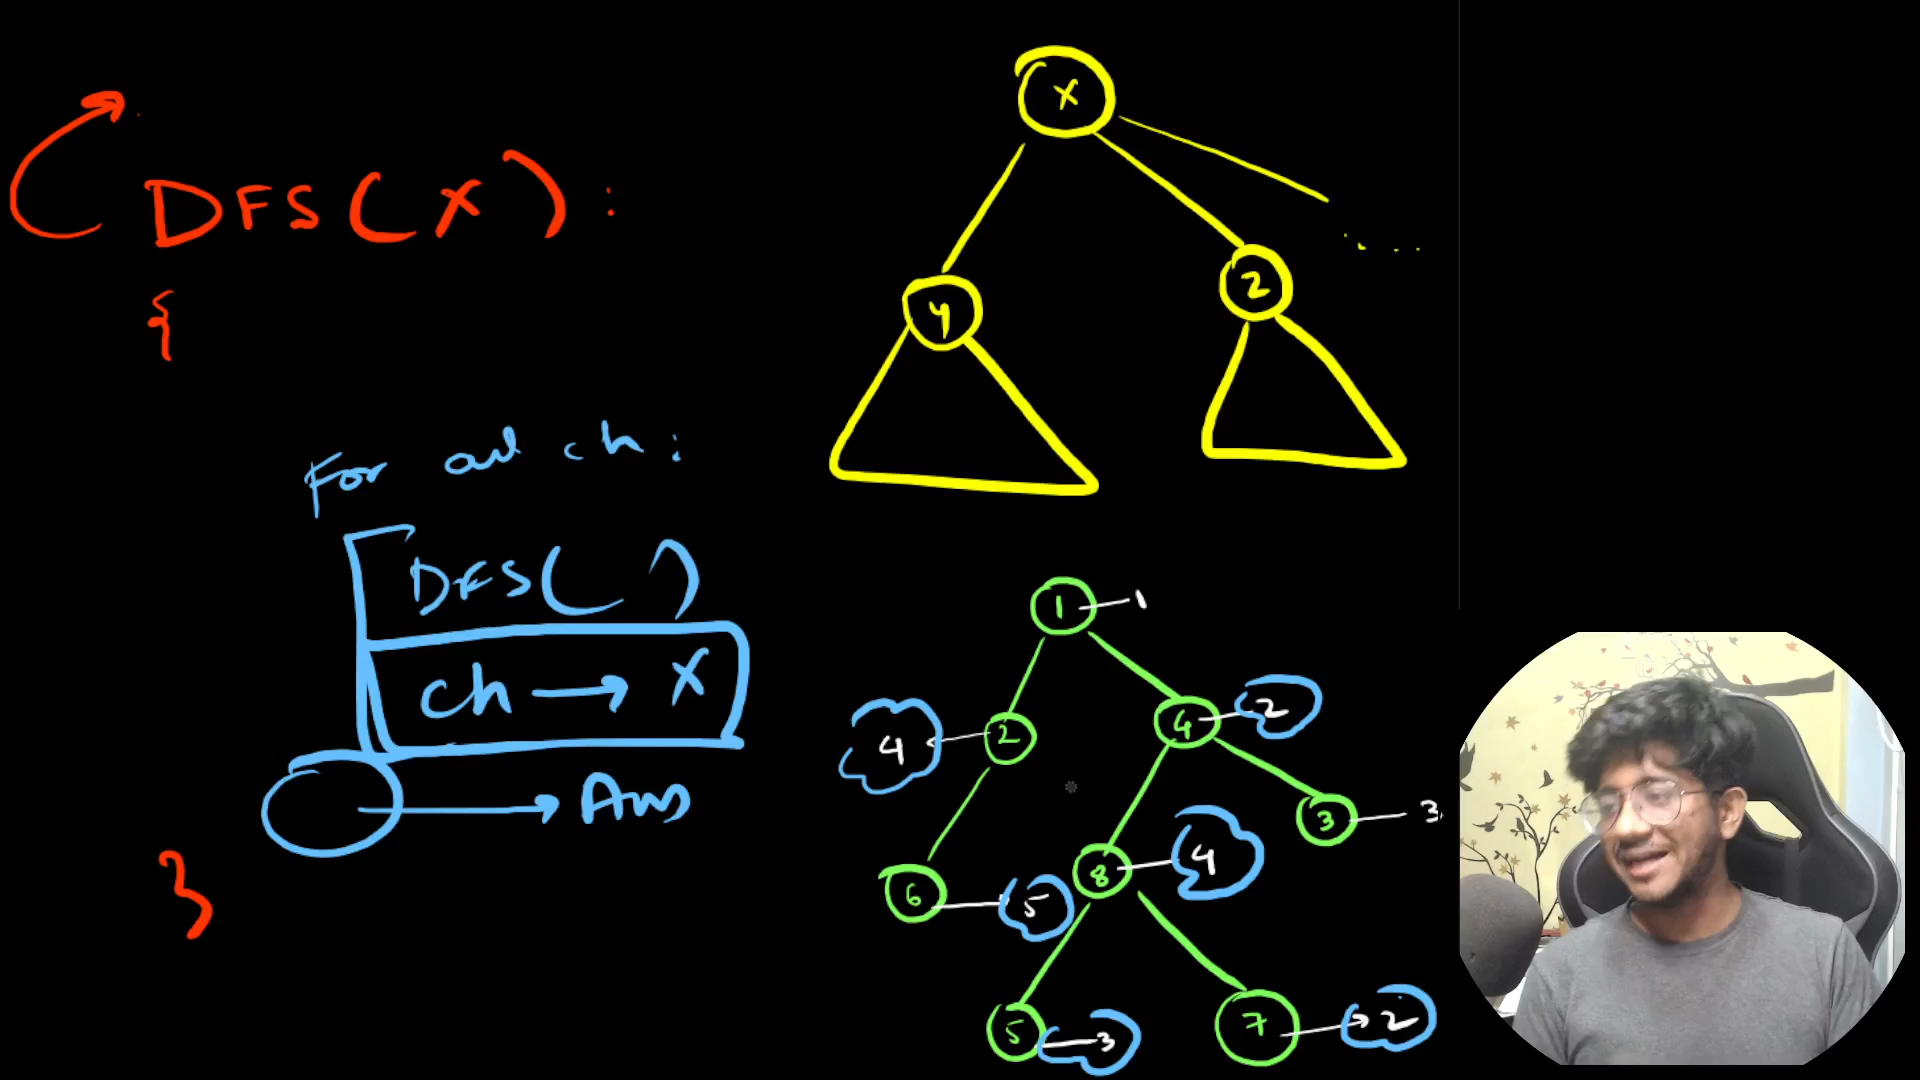 DFS(X):
{
For all ch:
DFS( )
ch → X
→ Ans
}
X
y
2
. . . .
1 — 1
4 ← 2
4 — 2
6 — 5
8 — 4
3 — 3
5 — 3
7 → 2